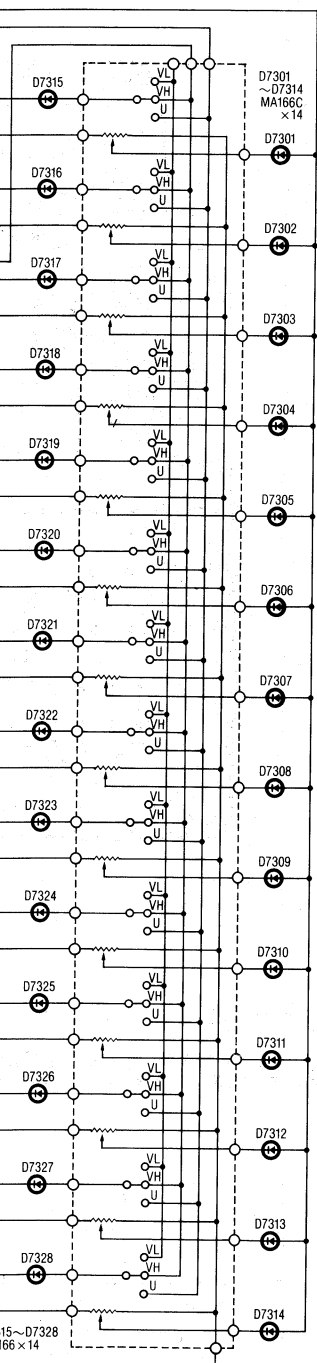 D7315
VL
VH
U
D7301
~D7314
MA166C
×14
D7301
D7316
VL
VH
U
D7302
D7317
VL
VH
U
D7303
D7318
VL
VH
U
D7304
D7319
VL
VH
U
D7305
D7320
VL
VH
U
D7306
D7321
VL
VH
U
D7307
D7322
VL
VH
U
D7308
D7323
VL
VH
U
D7309
D7324
VL
VH
U
D7310
D7325
VL
VH
U
D7311
D7326
VL
VH
U
D7312
D7327
VL
VH
U
D7313
D7328
VL
VH
U
D7314
15~D7328
166×14